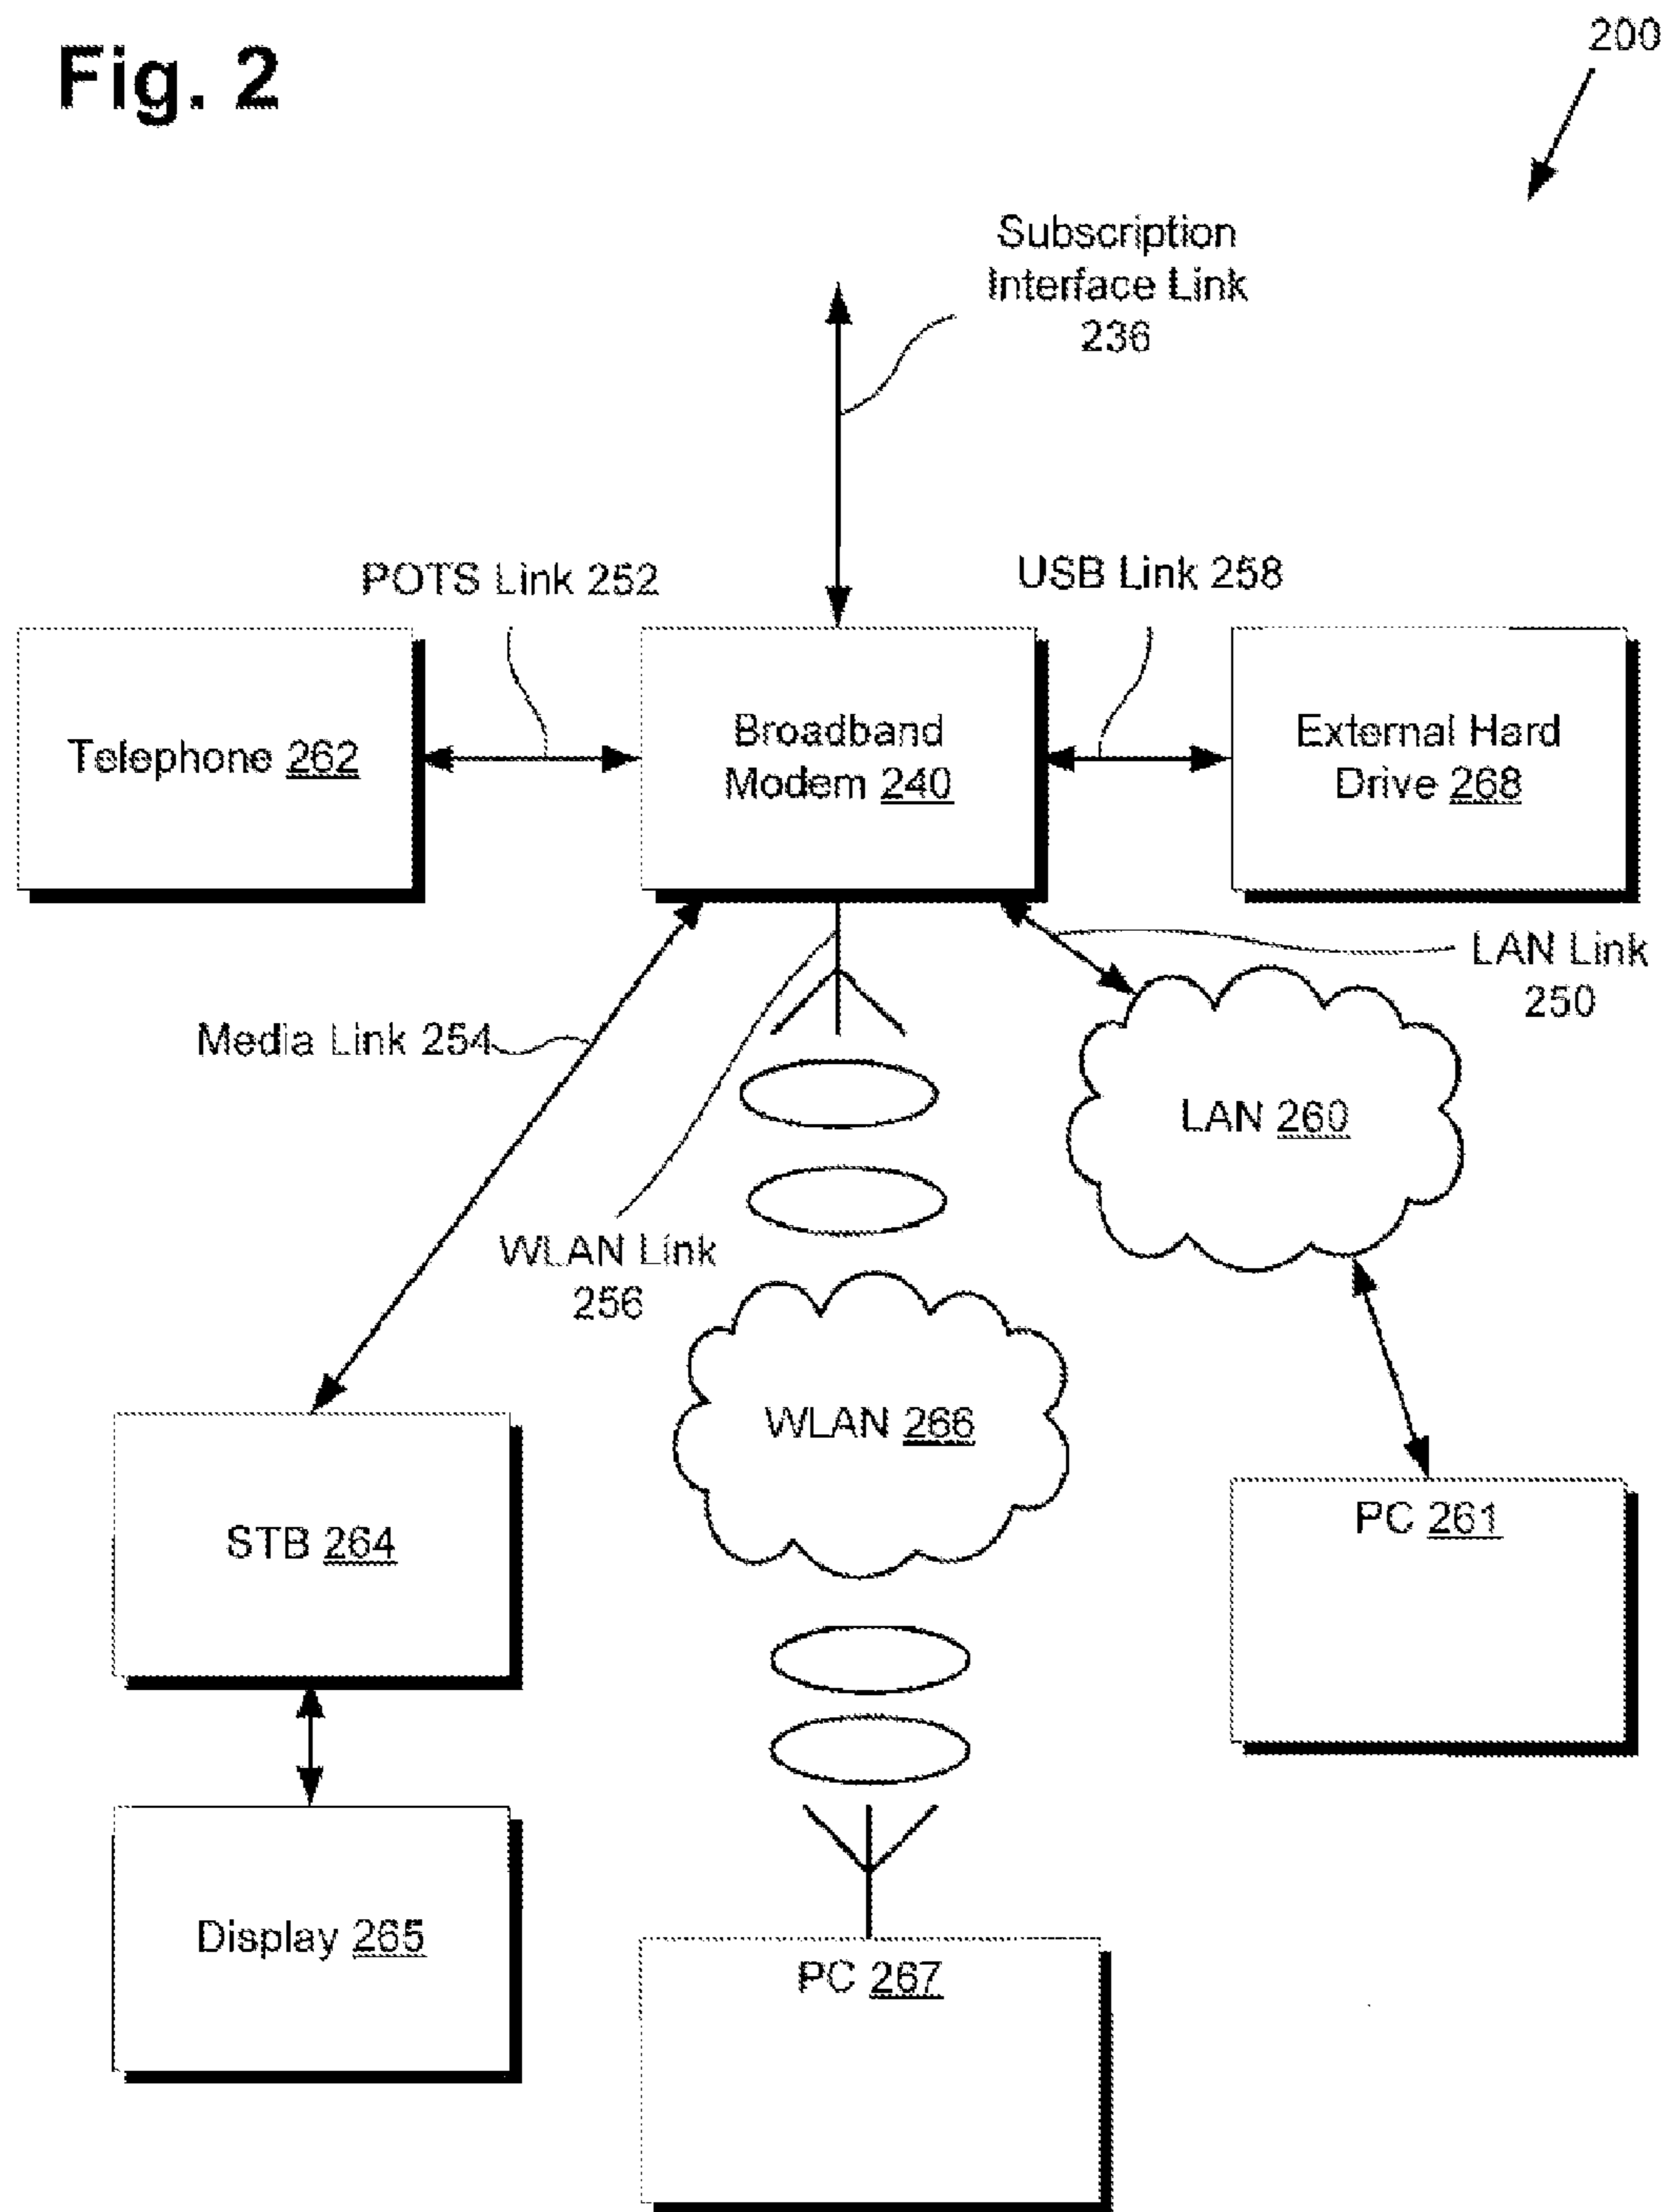 Fig. 2
200
Subscription
Interface Link
236
POTS Link 252
USB Link 258
Telephone 262
Broadband
Modem 240
External Hard
Drive 268
LAN Link
250
Media Link 254
LAN 260
WLAN Link
256
WLAN 266
STB 264
PC 261
Display 265
PC 267